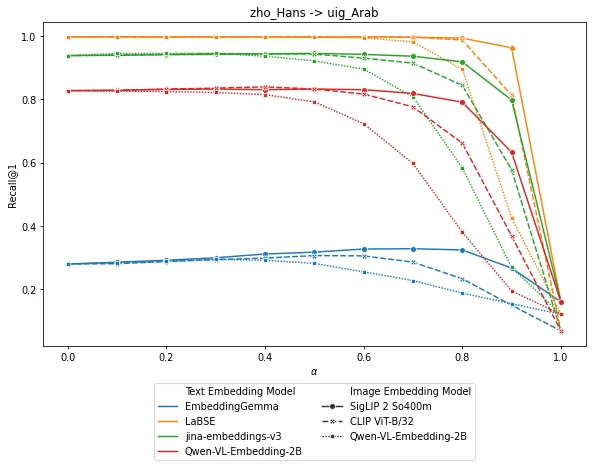 zho_Hans -> uig_Arab
Recall@1
1.0
0.8
0.6
0.4
0.2
0.0 0.2 0.4 0.6 0.8 1.0
α
Text Embedding Model
EmbeddingGemma
LaBSE
jina-embeddings-v3
Qwen-VL-Embedding-2B
Image Embedding Model
SigLIP 2 So400m
CLIP ViT-B/32
Qwen-VL-Embedding-2B